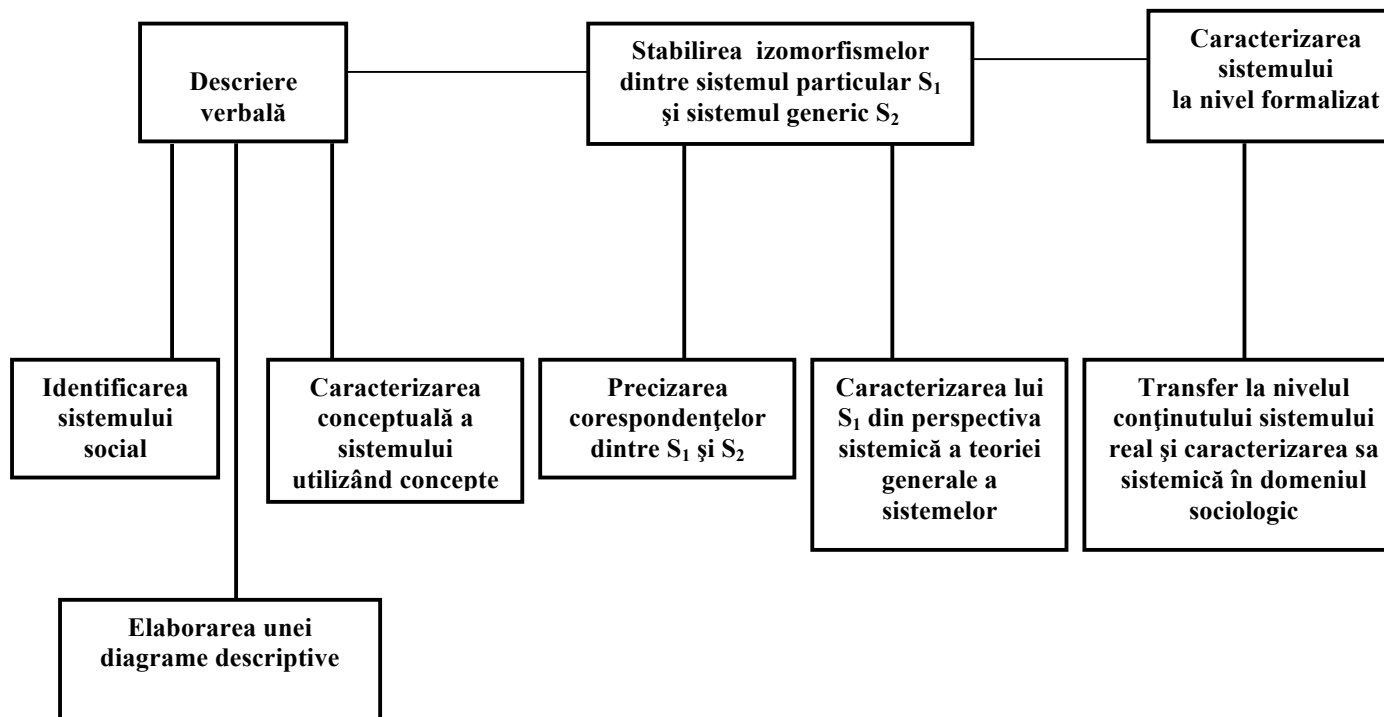 Descriere
verbală
Stabilirea izomorfismelor
dintre sistemul particular S₁
şi sistemul generic S₂
Caracterizarea
sistemului
la nivel formalizat
Identificarea
sistemului
social
Caracterizarea
conceptuală a
sistemului
utilizând concepte
Precizarea
corespondenţelor
dintre S₁ şi S₂
Caracterizarea lui
S₁ din perspectiva
sistemică a teoriei
generale a
sistemelor
Transfer la nivelul
conţinutului sistemului
real şi caracterizarea sa
sistemică în domeniul
sociologic
Elaborarea unei
diagrame descriptive